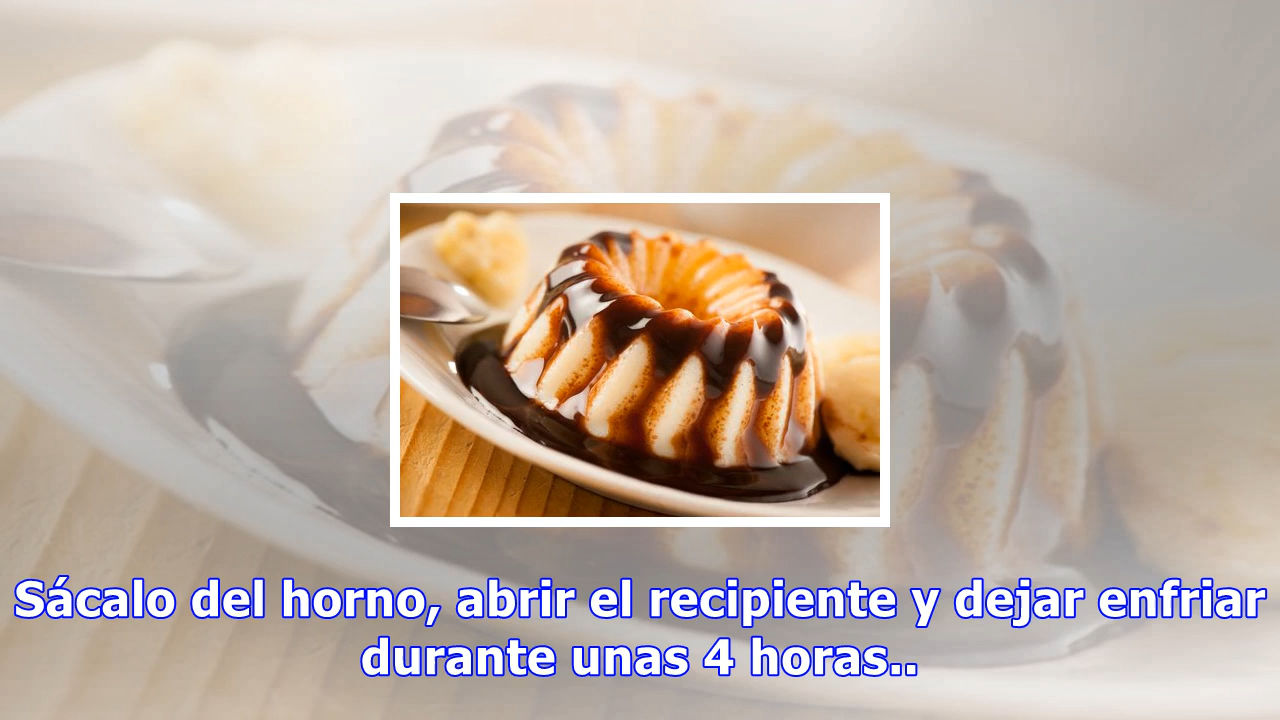 Sácalo del horno, abrir el recipiente y dejar enfriar
durante unas 4 horas..